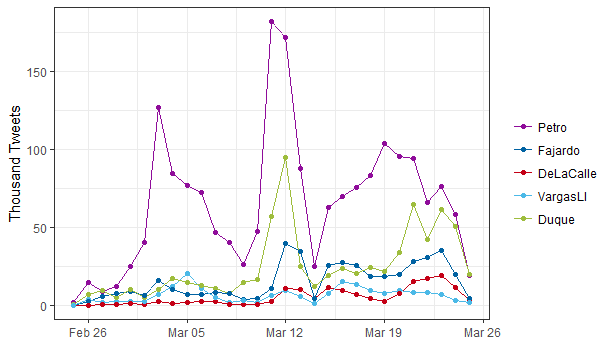 Thousand Tweets
150
100
50
0
Feb 26
Mar 05
Mar 12
Mar 19
Mar 26
Petro
Fajardo
DeLaCalle
VargasLl
Duque